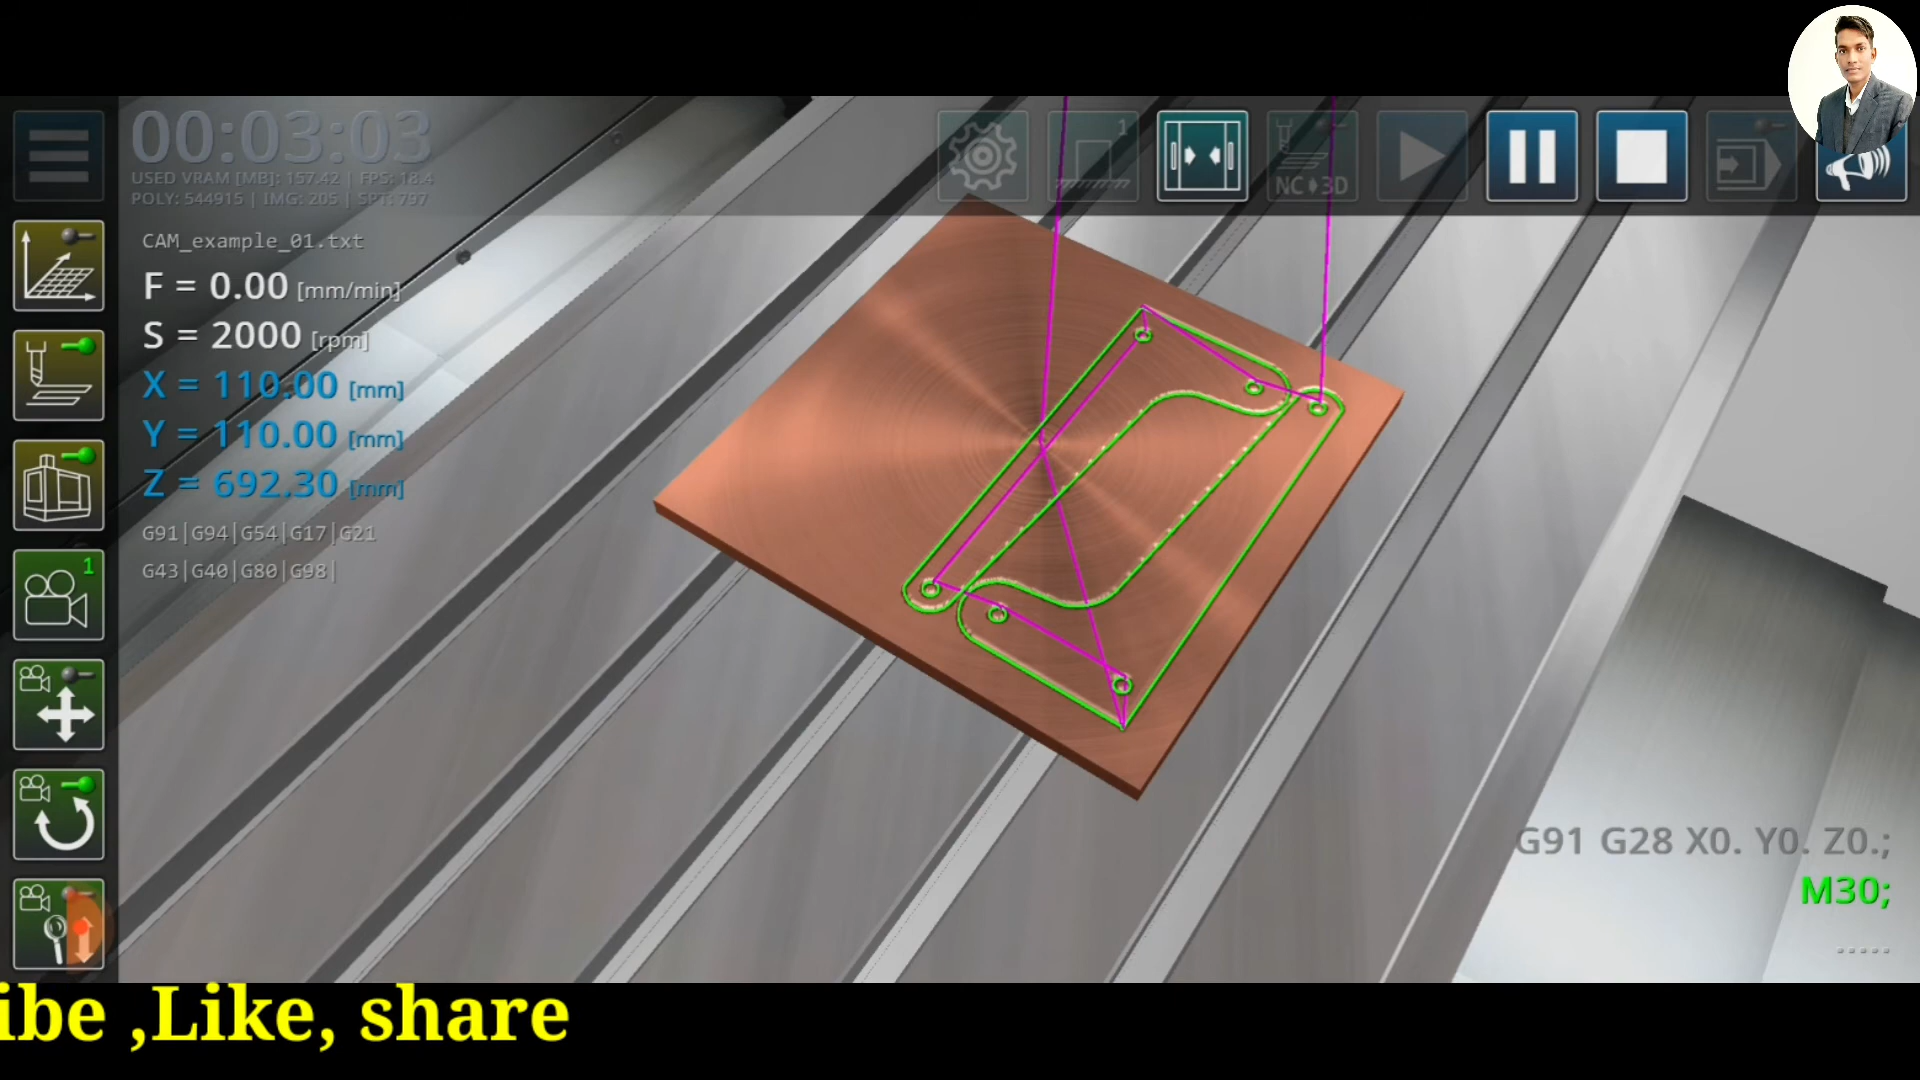 00:03:03
USED VRAM [MB]: 157.42 | FPS: 18.4
POLY: 544915 | IMG: 205 | SPT: 797
1
NC 3D
CAM_example_01.txt
F = 0.00 [mm/min]
S = 2000 [rpm]
X = 110.00 [mm]
Y = 110.00 [mm]
Z = 692.30 [mm]
G91|G94|G54|G17|G21
G43|G40|G80|G98|
1
G91 G28 X0. Y0. Z0.;
M30;
.....
ibe ,Like, share